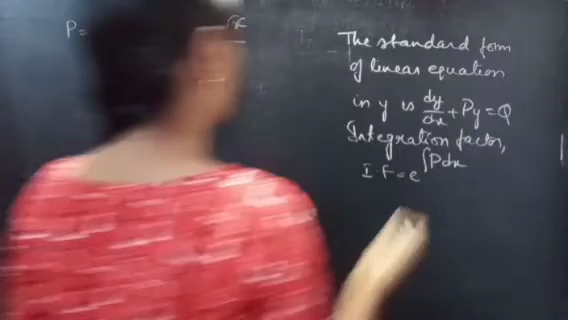 P=
The standard form
of linear equation
in y is dy/dx + Py = Q
Integration factor,
I.F = e^∫Pdx